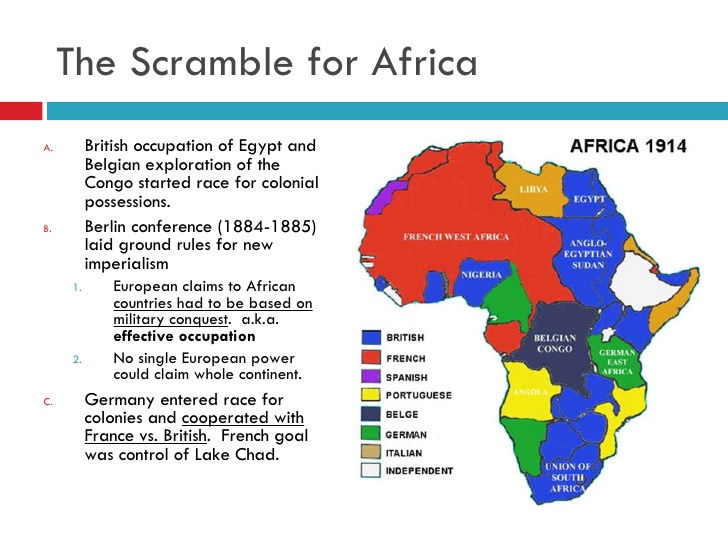 The Scramble for Africa
A. British occupation of Egypt and
Belgian exploration of the
Congo started race for colonial
possessions.
B. Berlin conference (1884-1885)
laid ground rules for new
imperialism
1. European claims to African
countries had to be based on
military conquest. a.k.a.
effective occupation
2. No single European power
could claim whole continent.
C. Germany entered race for
colonies and cooperated with
France vs. British. French goal
was control of Lake Chad.
AFRICA 1914
LIBYA
EGYPT
FRENCH WEST AFRICA
ANGLO-
EGYPTIAN
SUDAN
NIGERIA
BELGIAN
CONGO
GERMAN
EAST
AFRICA
ANGOLA
UNION OF
SOUTH
AFRICA
BRITISH
FRENCH
SPANISH
PORTUGUESE
BELGE
GERMAN
ITALIAN
INDEPENDENT